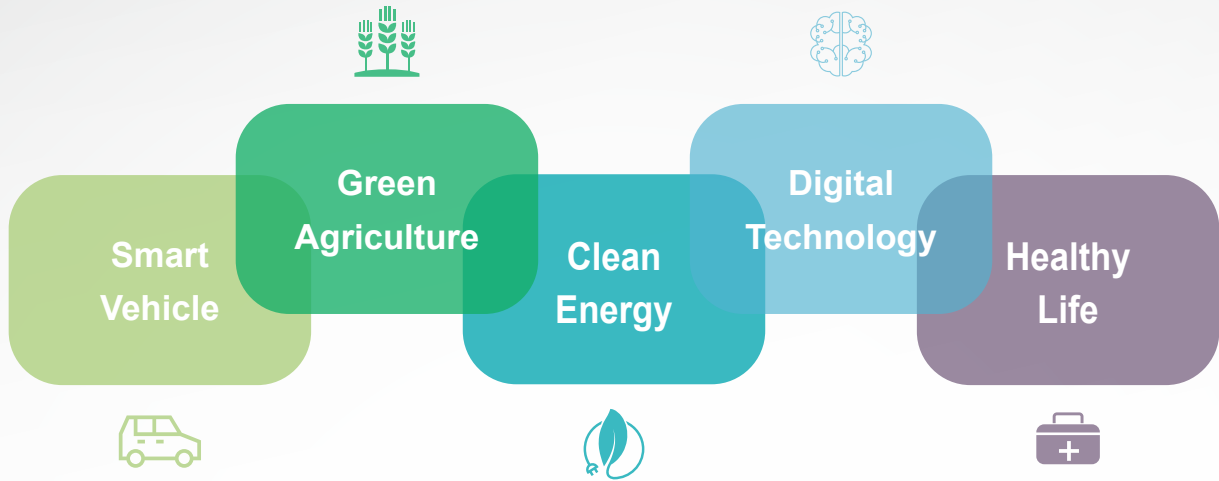 Smart
Vehicle
Green
Agriculture
Clean
Energy
Digital
Technology
Healthy
Life